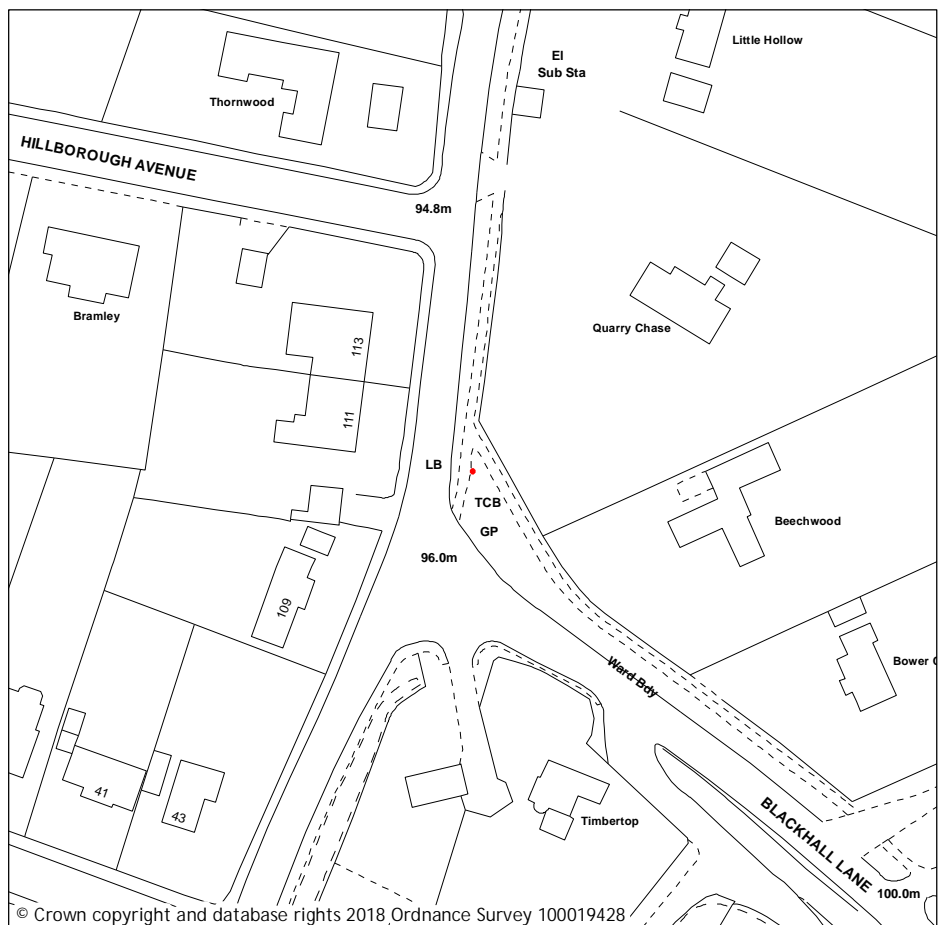 Little Hollow
El
Sub Sta
Thornwood
HILLBOROUGH AVENUE
94.8m
Bramley
Quarry Chase
113
111
LB
TCB
GP
Beechwood
96.0m
109
Ward Bdy
Bower
41
43
Timbertop
BLACKHALL LANE
100.0m
© Crown copyright and database rights 2018 Ordnance Survey 100019428